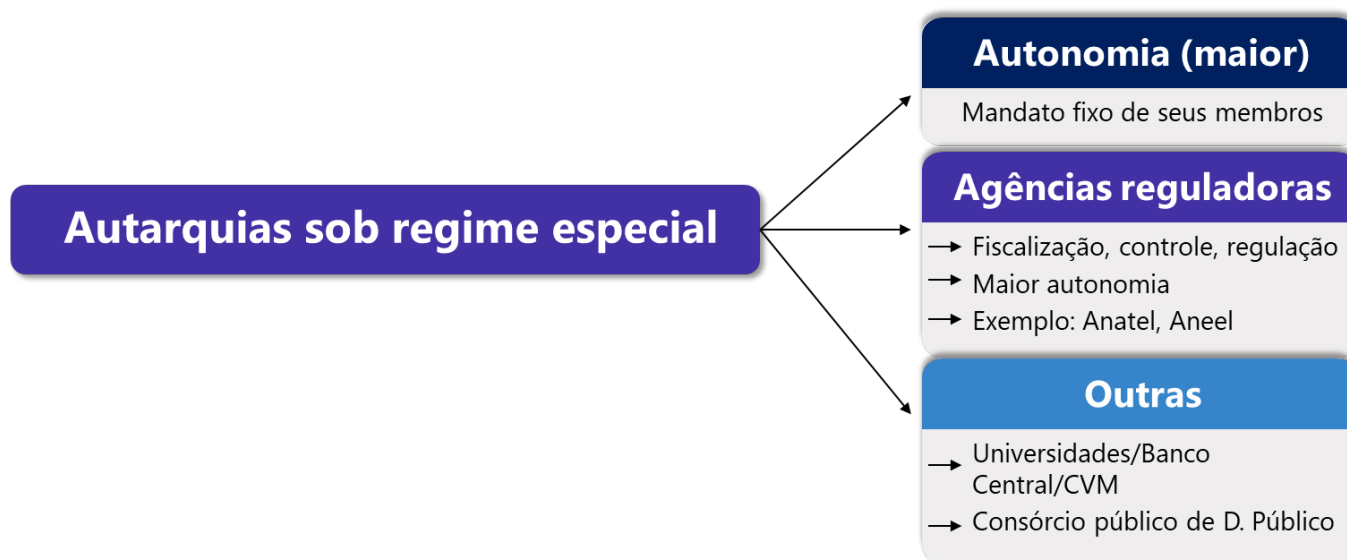 Autarquias sob regime especial
Autonomia (maior)
Mandato fixo de seus membros
Agências reguladoras
Fiscalização, controle, regulação
Maior autonomia
Exemplo: Anatel, Aneel
Outras
Universidades/Banco
Central/CVM
Consórcio público de D. Público